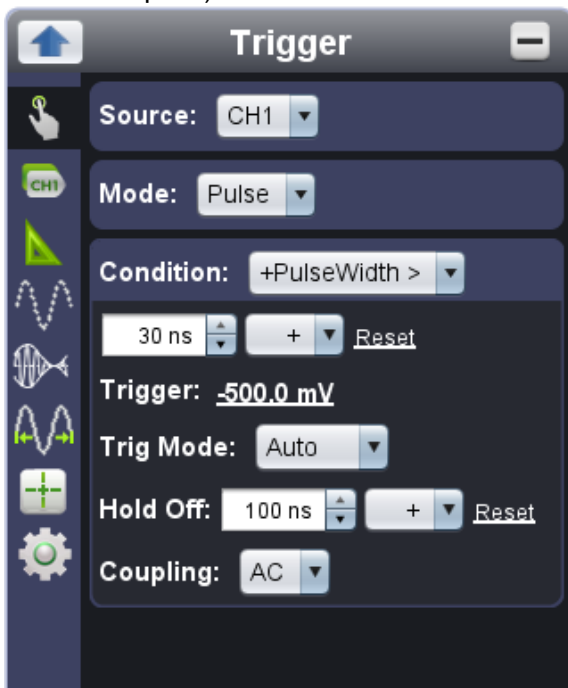 Trigger
Source: CH1
CH1
Mode: Pulse
Condition: +PulseWidth >
30 ns + Reset
Trigger: -500.0 mV
Trig Mode: Auto
Hold Off: 100 ns + Reset
Coupling: AC